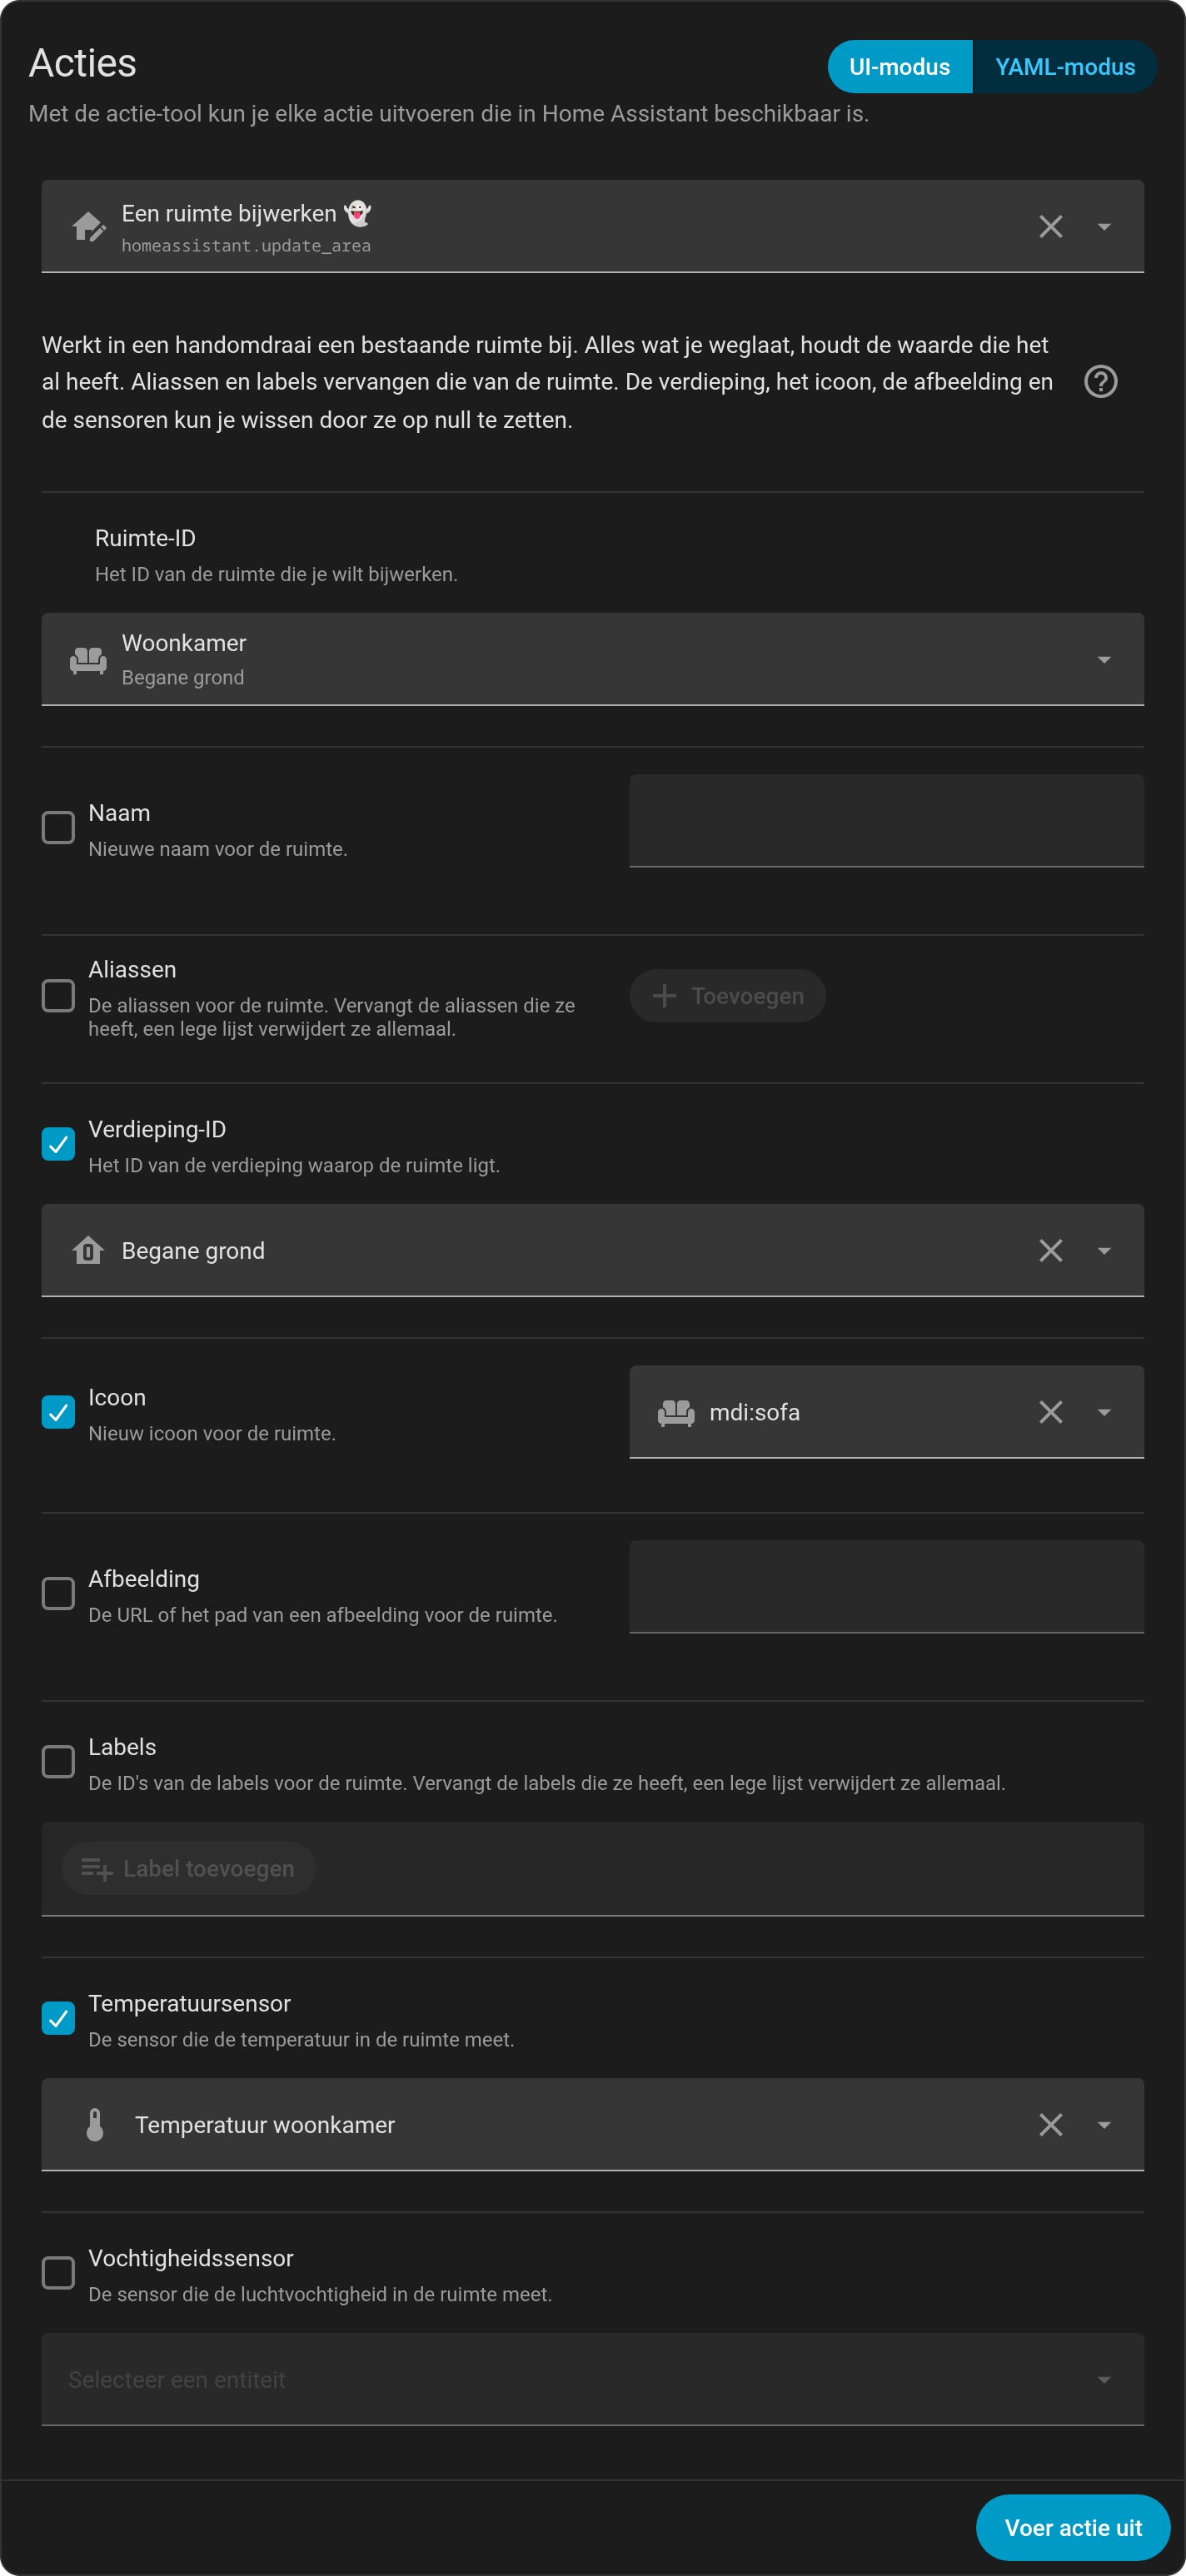 Acties
UI-modus
YAML-modus
Met de actie-tool kun je elke actie uitvoeren die in Home Assistant beschikbaar is.
Een ruimte bijwerken 👻
homeassistant.update_area
Werkt in een handomdraai een bestaande ruimte bij. Alles wat je weglaat, houdt de waarde die het
al heeft. Aliassen en labels vervangen die van de ruimte. De verdieping, het icoon, de afbeelding en
de sensoren kun je wissen door ze op null te zetten.
Ruimte-ID
Het ID van de ruimte die je wilt bijwerken.
Woonkamer
Begane grond
Naam
Nieuwe naam voor de ruimte.
Aliassen
De aliassen voor de ruimte. Vervangt de aliassen die ze
heeft, een lege lijst verwijdert ze allemaal.
Toevoegen
Verdieping-ID
Het ID van de verdieping waarop de ruimte ligt.
Begane grond
Icoon
Nieuw icoon voor de ruimte.
mdi:sofa
Afbeelding
De URL of het pad van een afbeelding voor de ruimte.
Labels
De ID's van de labels voor de ruimte. Vervangt de labels die ze heeft, een lege lijst verwijdert ze allemaal.
Label toevoegen
Temperatuursensor
De sensor die de temperatuur in de ruimte meet.
Temperatuur woonkamer
Vochtigheidssensor
De sensor die de luchtvochtigheid in de ruimte meet.
Selecteer een entiteit
Voer actie uit